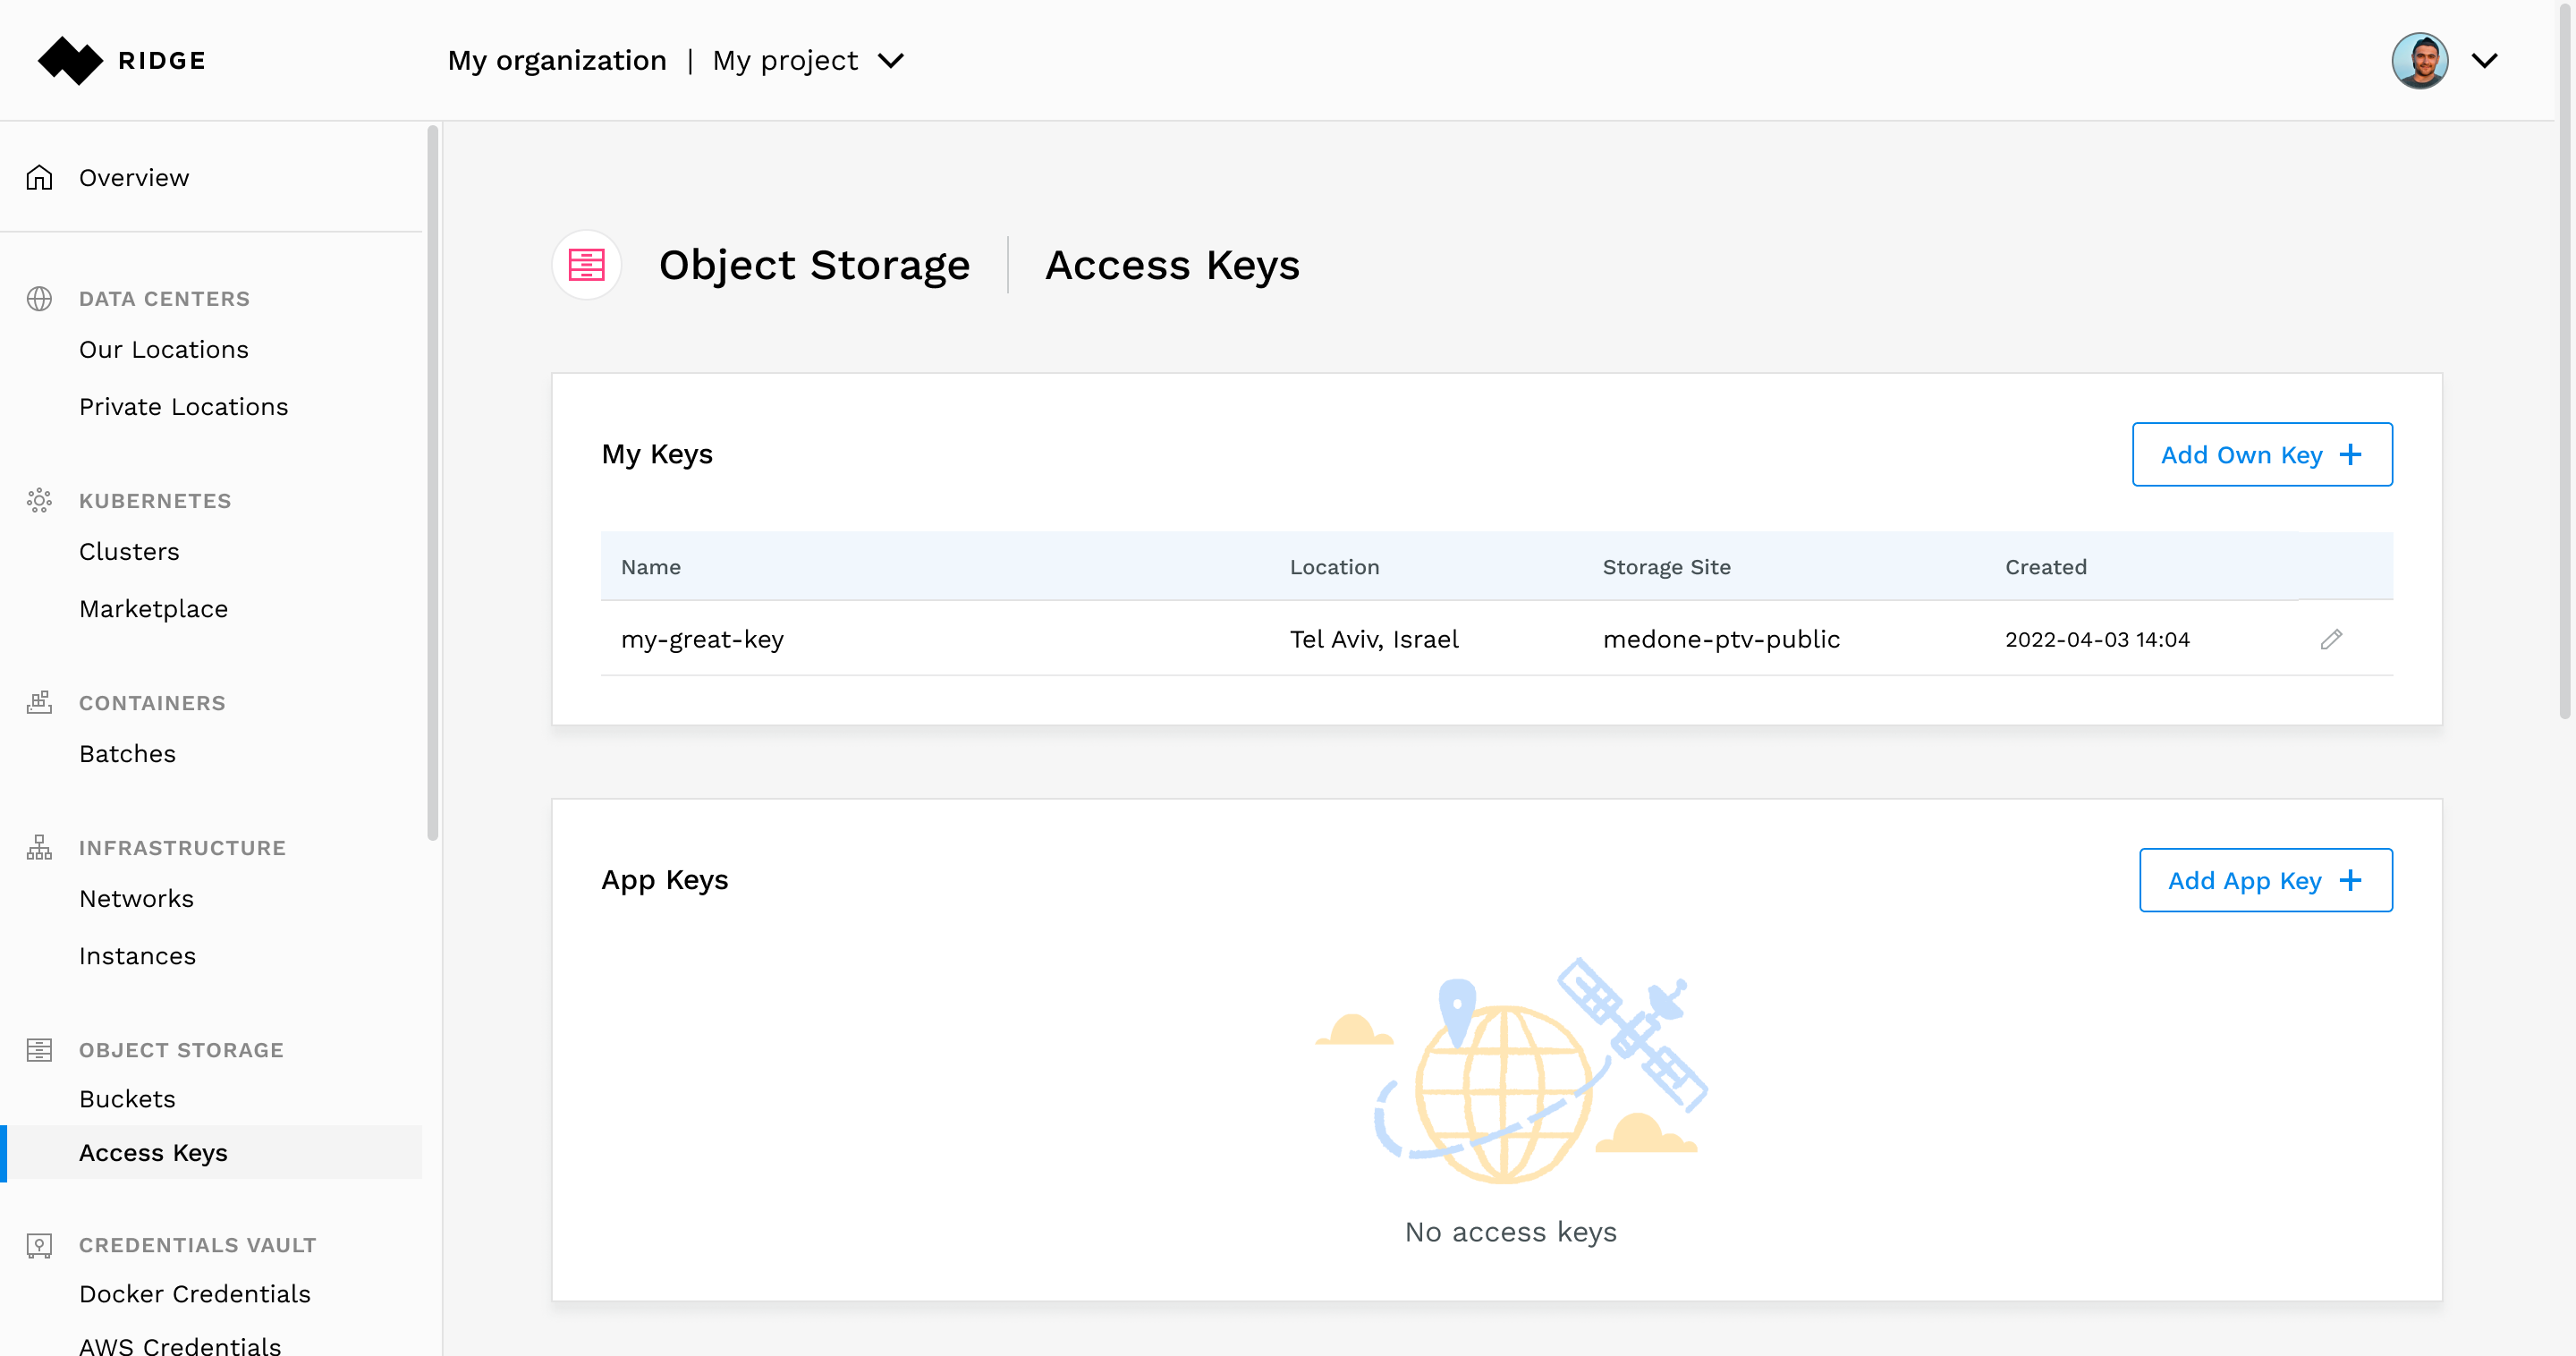 RIDGE
My organization | My project
Overview
DATA CENTERS
Our Locations
Private Locations
KUBERNETES
Clusters
Marketplace
CONTAINERS
Batches
INFRASTRUCTURE
Networks
Instances
OBJECT STORAGE
Buckets
Access Keys
CREDENTIALS VAULT
Docker Credentials
AWS Credentials
Object Storage Access Keys
My Keys
Add Own Key +
Name Location Storage Site Created
my-great-key Tel Aviv, Israel medone-ptv-public 2022-04-03 14:04
App Keys
Add App Key +
No access keys